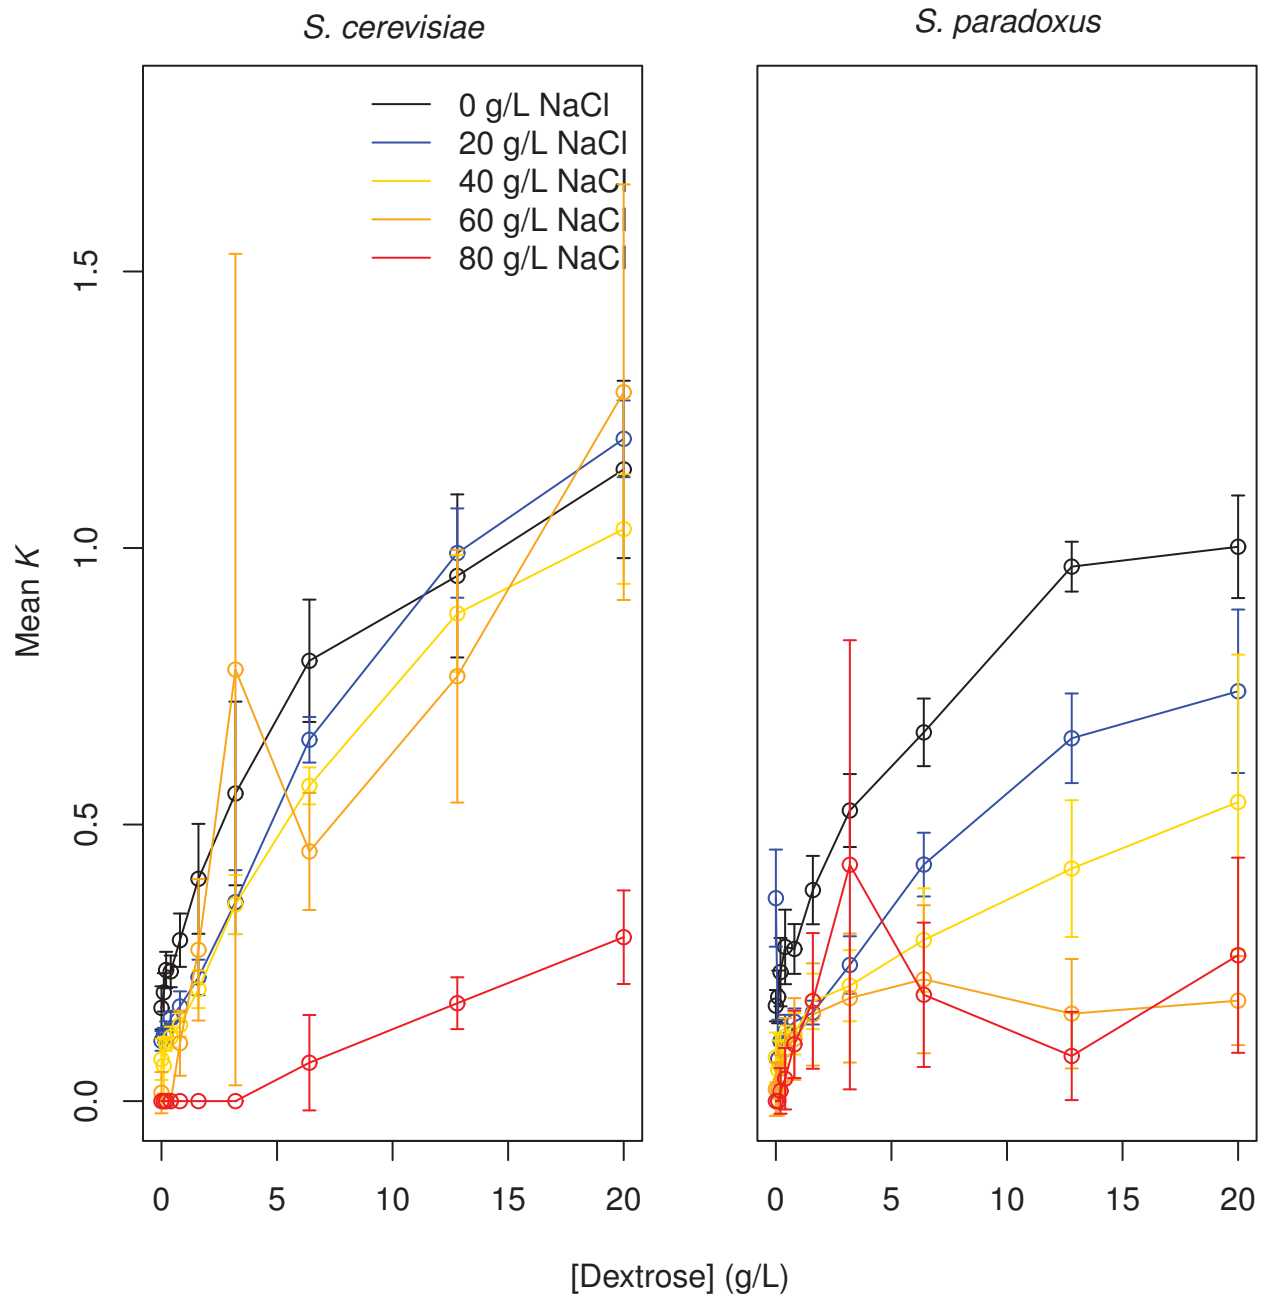 S. cerevisiae
S. paradoxus
0 g/L NaCl
20 g/L NaCl
40 g/L NaCl
60 g/L NaCl
80 g/L NaCl
Mean K
0.0
0.5
1.0
1.5
0 5 10 15 20
0 5 10 15 20
[Dextrose] (g/L)